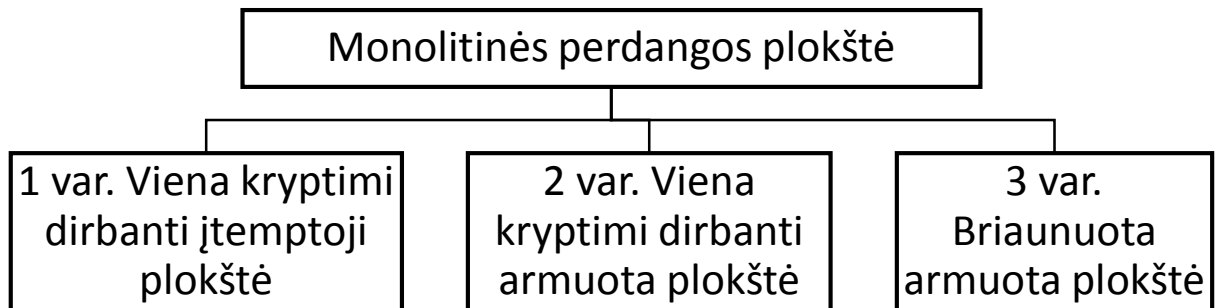 Monolitinės perdangos plokštė
1 var. Viena kryptimi
dirbanti įtemptoji
plokštė
2 var. Viena
kryptimi dirbanti
armuota plokštė
3 var.
Briaunuota
armuota plokštė